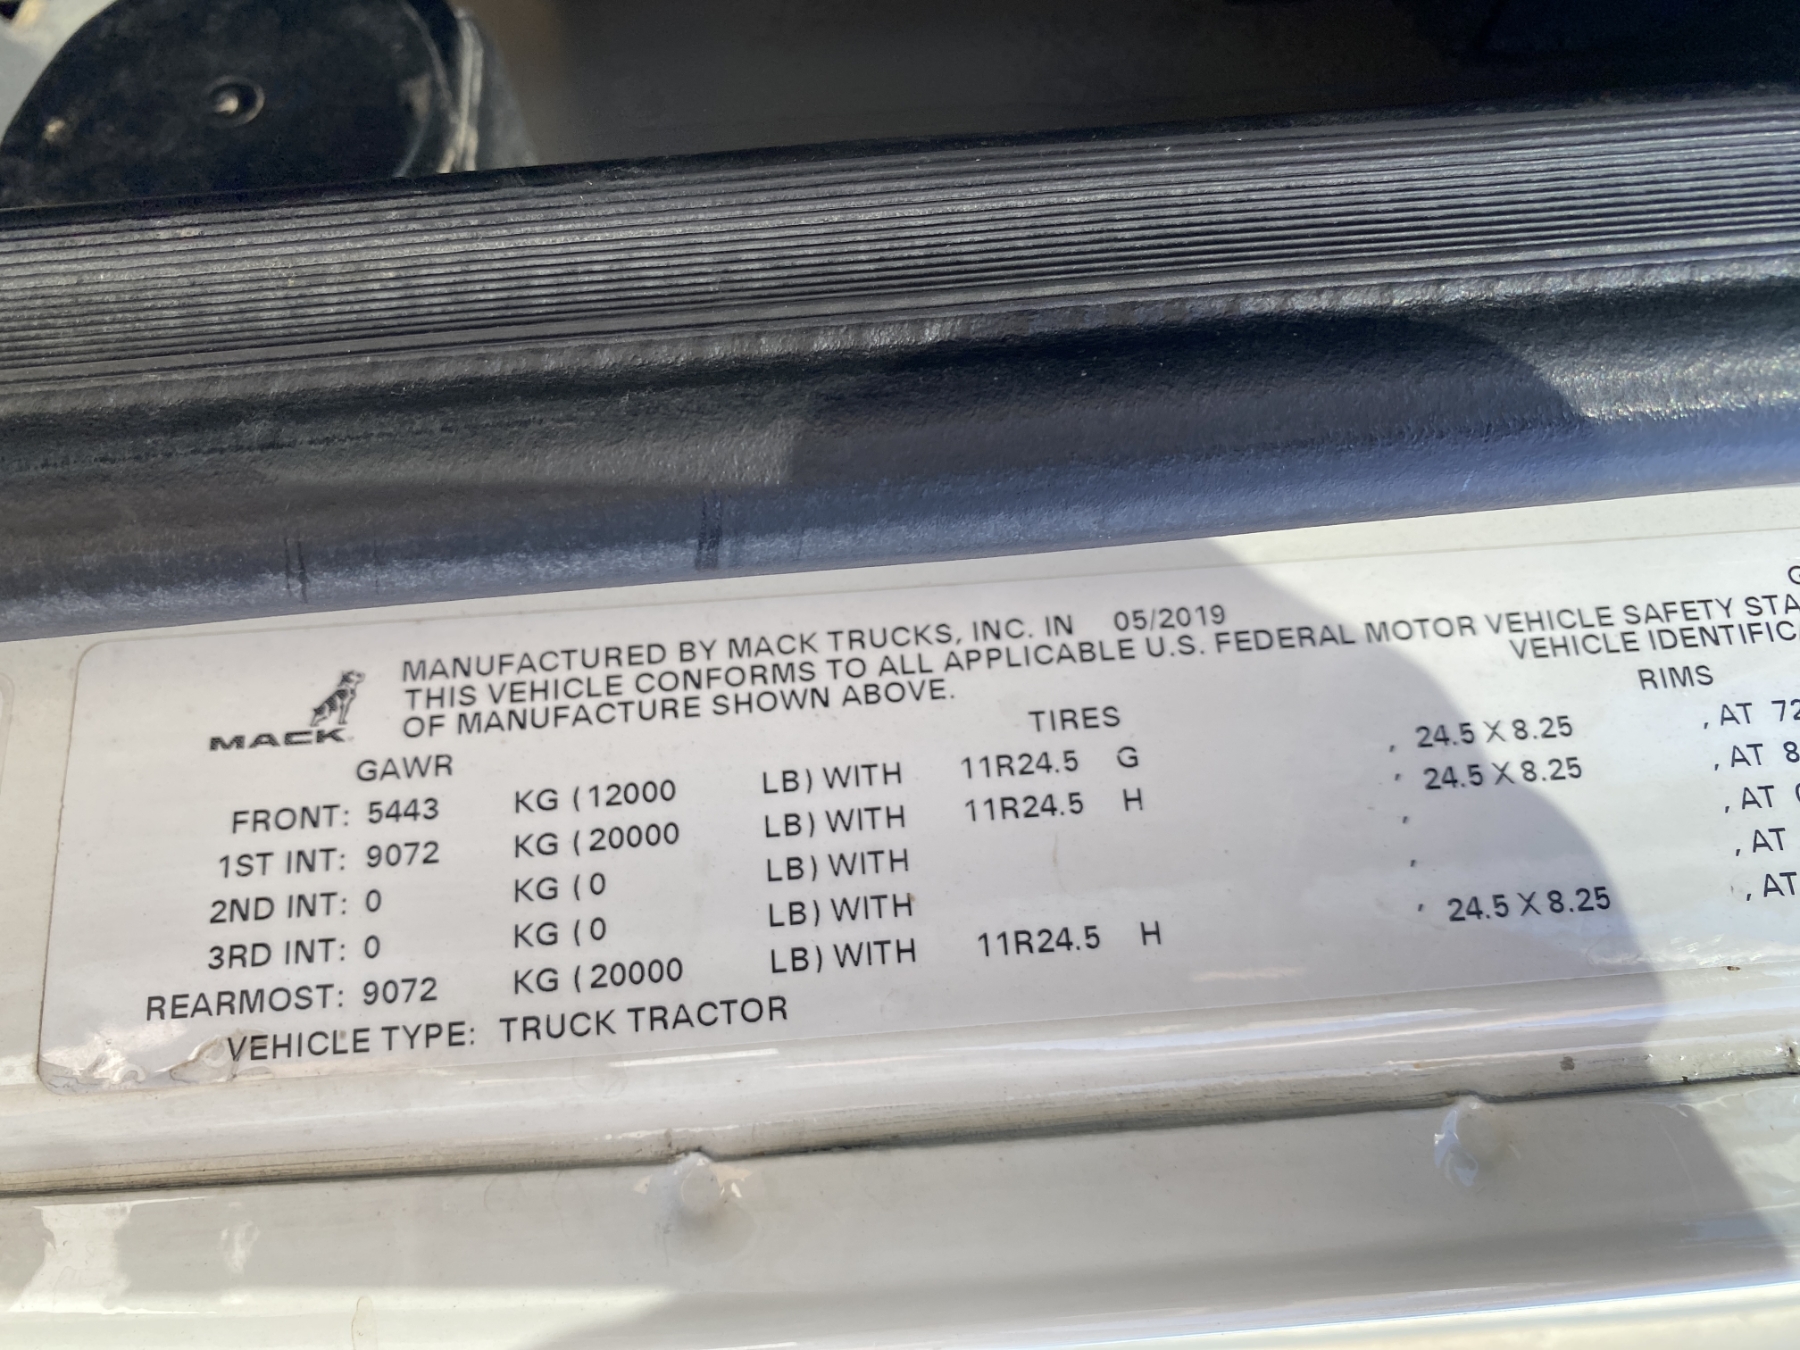 MANUFACTURED BY MACK TRUCKS, INC. IN 05/2019
THIS VEHICLE CONFORMS TO ALL APPLICABLE U.S. FEDERAL MOTOR VEHICLE SAFETY STA
OF MANUFACTURE SHOWN ABOVE. VEHICLE IDENTIFIC
MACK
GAWR TIRES RIMS
FRONT: 5443 KG (12000 LB) WITH 11R24.5 G , 24.5 X 8.25 , AT 72
1ST INT: 9072 KG (20000 LB) WITH 11R24.5 H , 24.5 X 8.25 , AT 8
2ND INT: 0 KG (0 LB) WITH , , AT
3RD INT: 0 KG (0 LB) WITH , , AT
REARMOST: 9072 KG (20000 LB) WITH 11R24.5 H , 24.5 X 8.25 , AT
VEHICLE TYPE: TRUCK TRACTOR